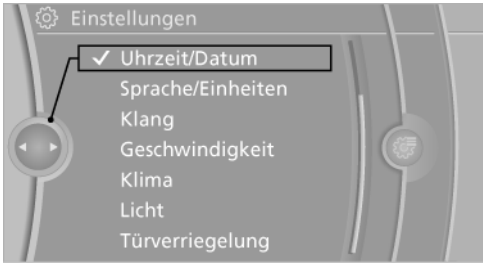 Einstellungen
Uhrzeit/Datum
Sprache/Einheiten
Klang
Geschwindigkeit
Klima
Licht
Türverriegelung